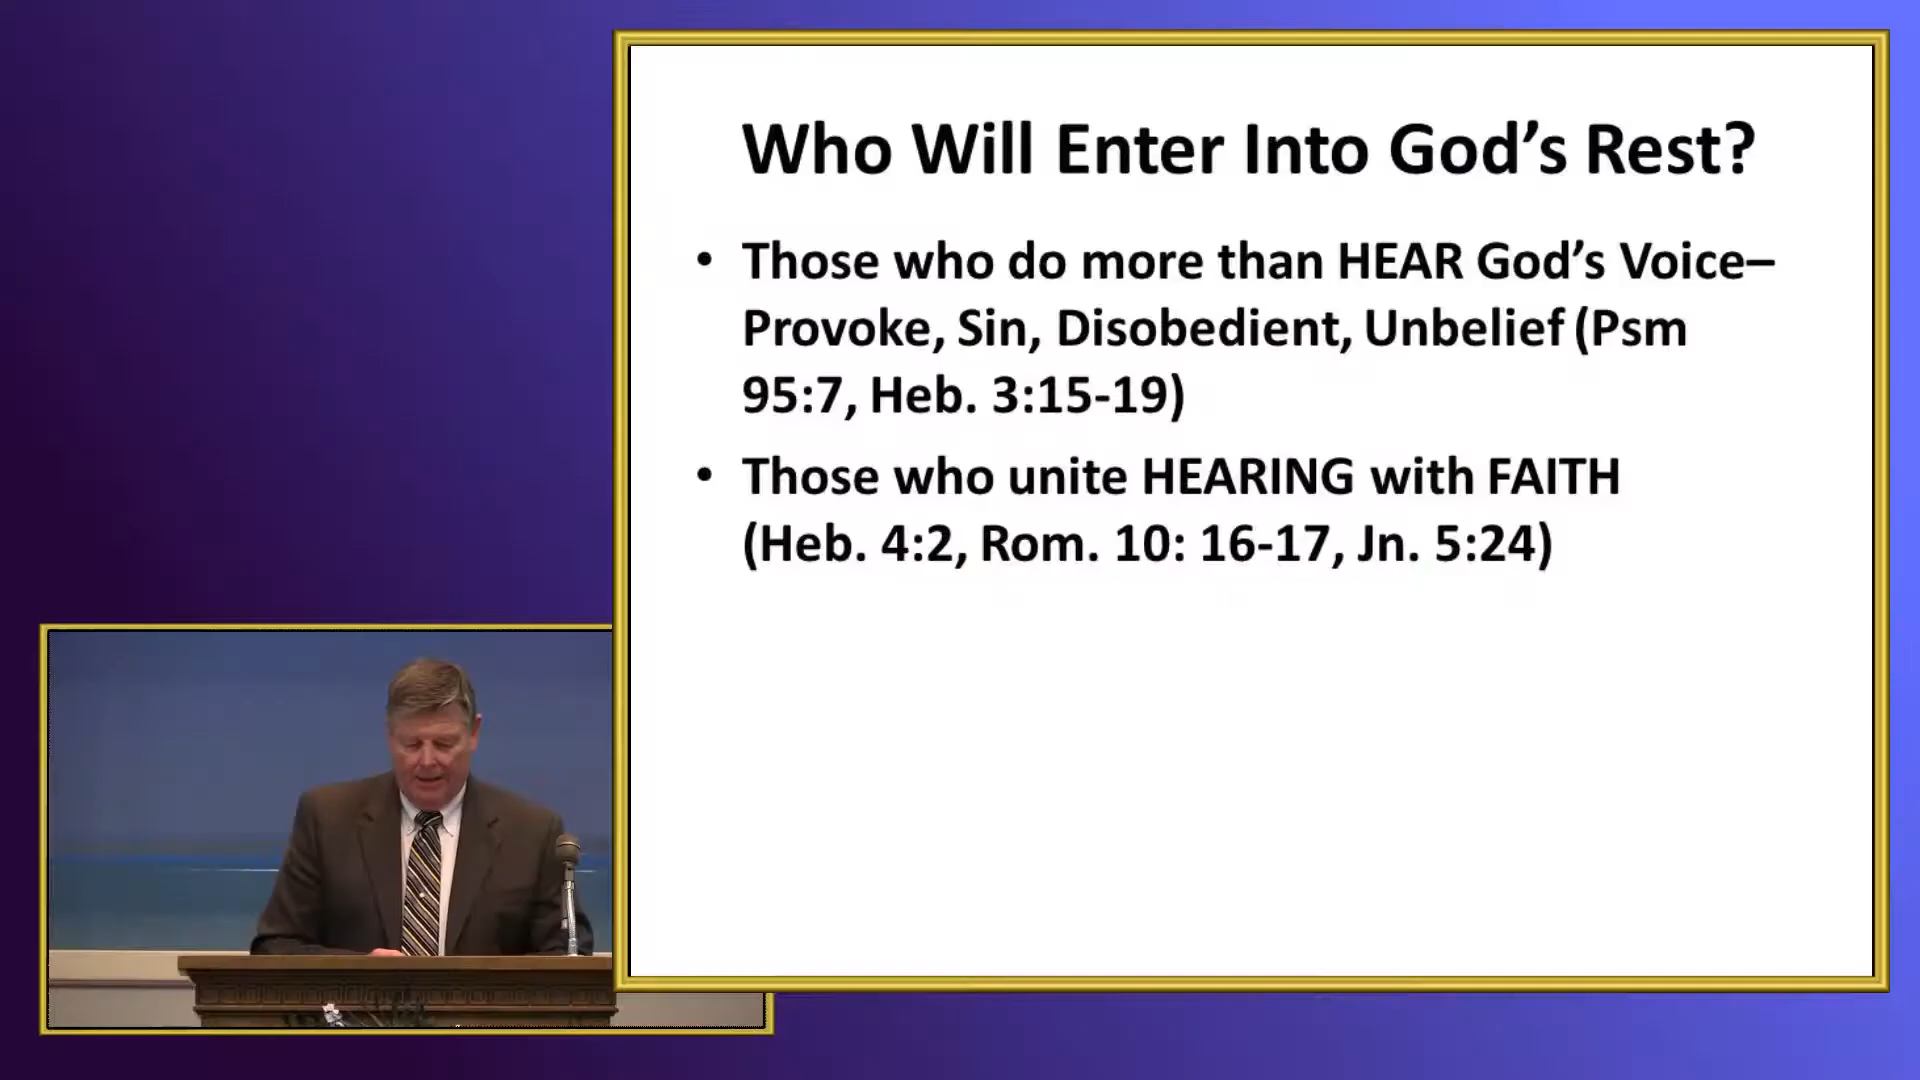 Who Will Enter Into God’s Rest?
• Those who do more than HEAR God’s Voice–
Provoke, Sin, Disobedient, Unbelief (Psm
95:7, Heb. 3:15-19)
• Those who unite HEARING with FAITH
(Heb. 4:2, Rom. 10: 16-17, Jn. 5:24)